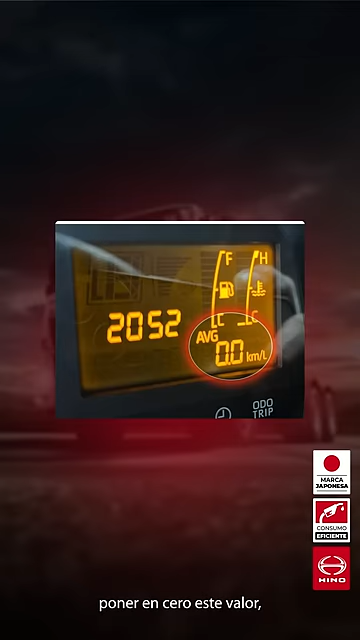 F H
2052
C C
AVG
0.0 km/L
ODO
TRIP
MARCA
JAPONESA
CONSUMO
EFICIENTE
HINO
poner en cero este valor,